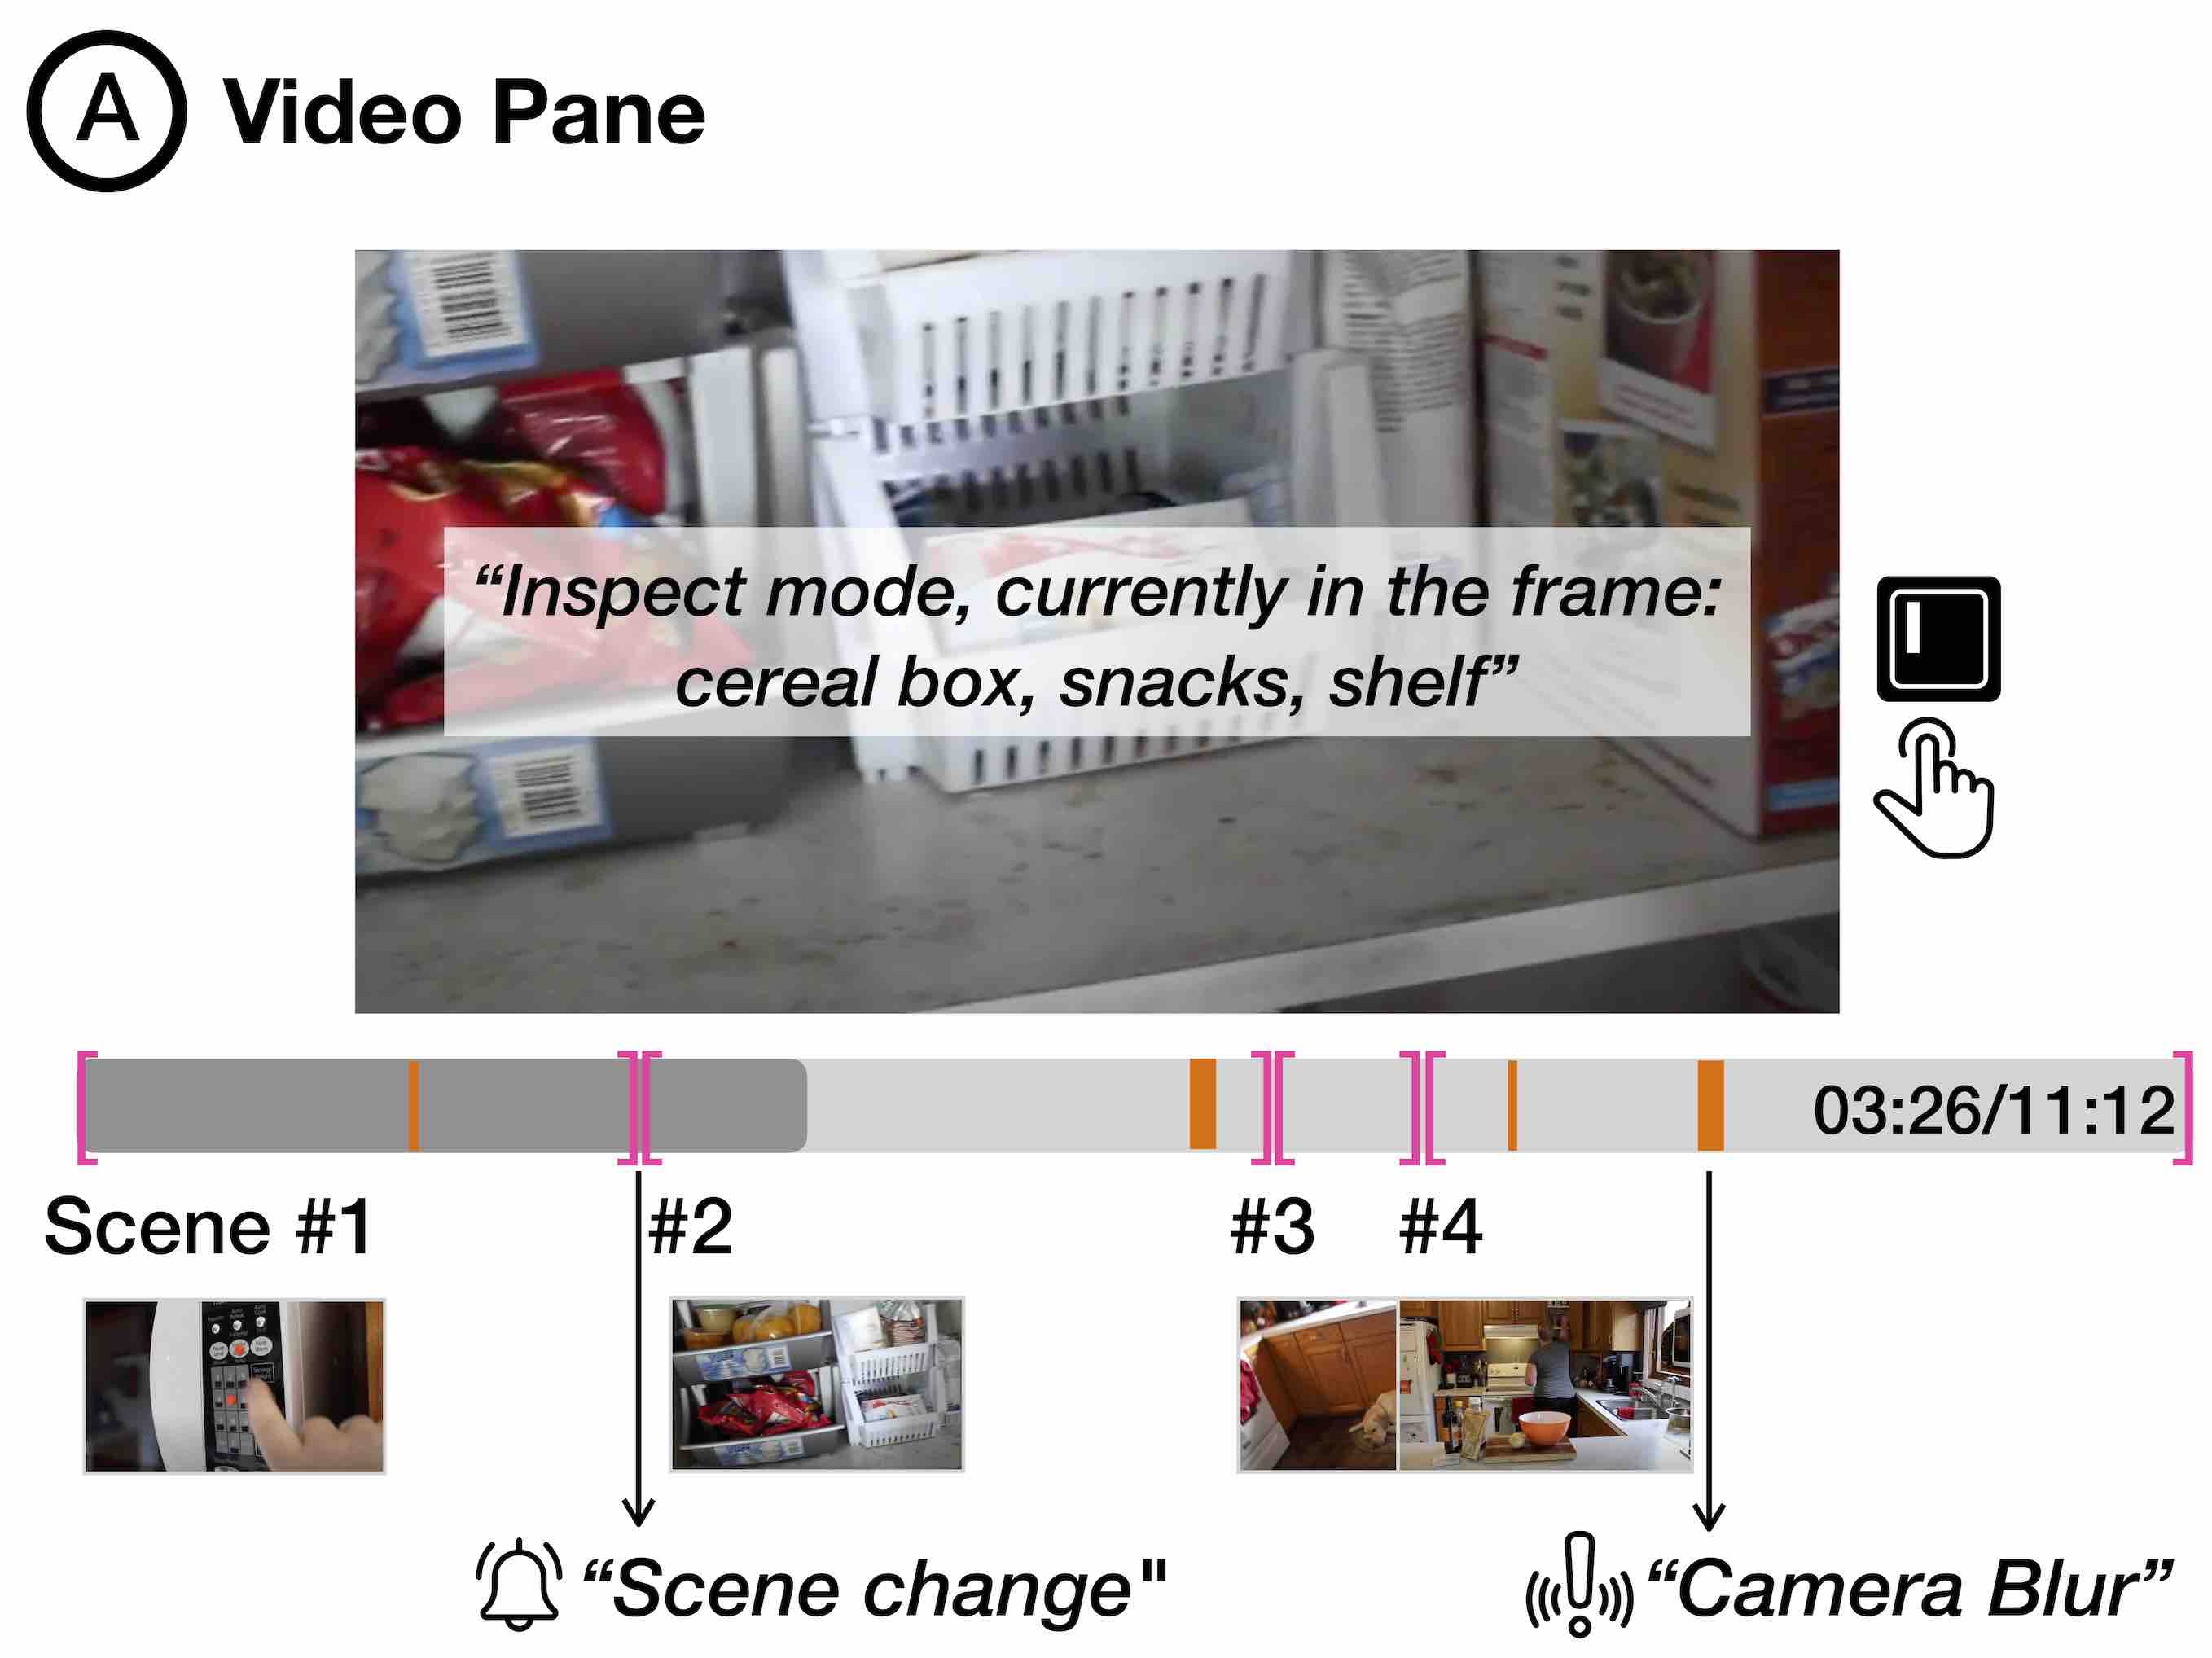 A
Video Pane
“Inspect mode, currently in the frame:
cereal box, snacks, shelf”
03:26/11:12
Scene #1
#2
#3
#4
“Scene change"
“Camera Blur”